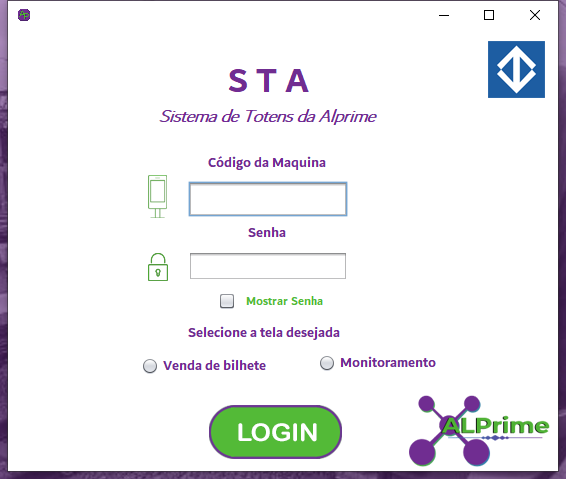 STA
Sistema de Totens da Alprime
Código da Maquina
Senha
Mostrar Senha
Selecione a tela desejada
Venda de bilhete
Monitoramento
LOGIN
ALPrime